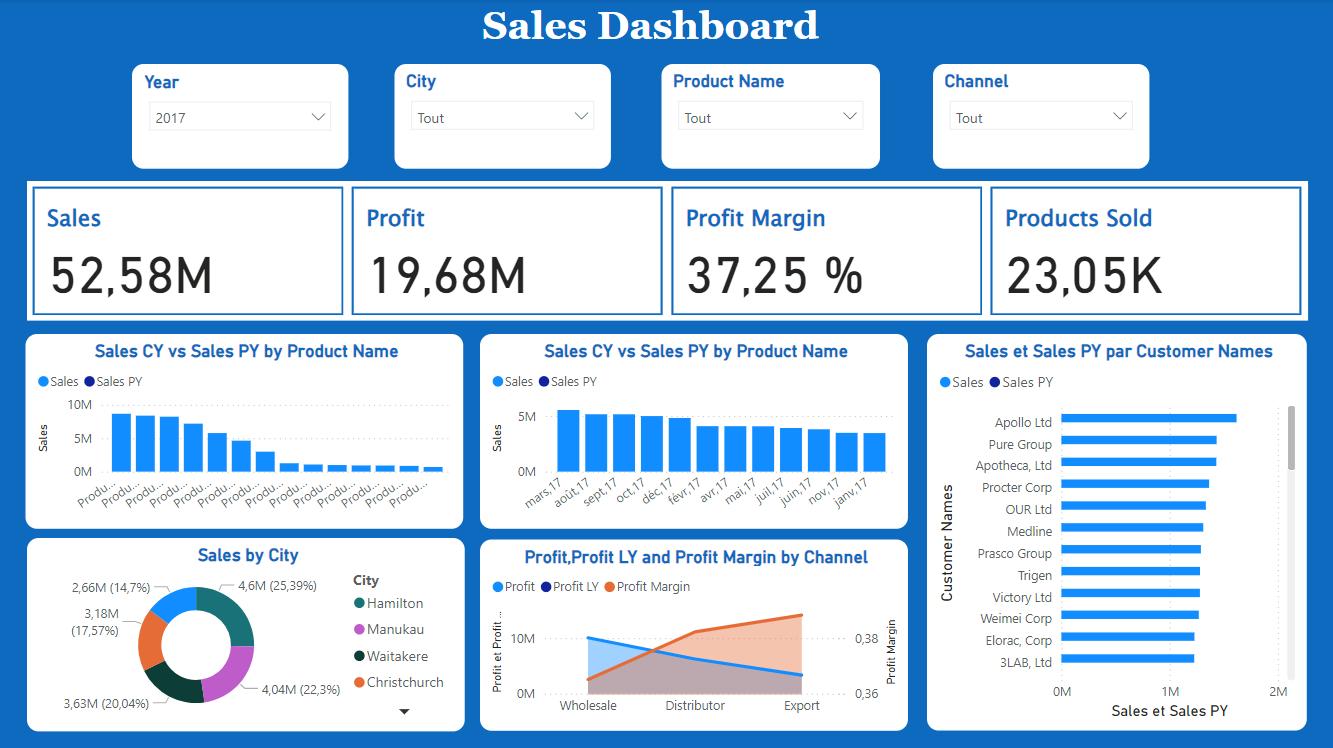 Sales Dashboard
Year
2017
City
Tout
Product Name
Tout
Channel
Tout
Sales
52,58M
Profit
19,68M
Profit Margin
37,25 %
Products Sold
23,05K
Sales CY vs Sales PY by Product Name
Sales Sales PY
Sales
10M
5M
0M
Produ...
Produ...
Produ...
Produ...
Produ...
Produ...
Produ...
Produ...
Produ...
Produ...
Produ...
Produ...
Produ...
Produ...
Sales CY vs Sales PY by Product Name
Sales Sales PY
Sales
5M
0M
mars,17
août,17
sept,17
oct,17
déc,17
févr,17
avr,17
mai,17
juil,17
juin,17
nov,17
janv,17
Sales et Sales PY par Customer Names
Sales Sales PY
Customer Names
Apollo Ltd
Pure Group
Apotheca, Ltd
Procter Corp
OUR Ltd
Medline
Prasco Group
Trigen
Victory Ltd
Weimei Corp
Elorac, Corp
3LAB, Ltd
0M 1M 2M
Sales et Sales PY
Sales by City
2,66M (14,7%)
4,6M (25,39%)
3,18M
(17,57%)
4,04M (22,3%)
3,63M (20,04%)
City
Hamilton
Manukau
Waitakere
Christchurch
Profit,Profit LY and Profit Margin by Channel
Profit Profit LY Profit Margin
Profit et Profit ...
10M
0M
0,38
0,36
Profit Margin
Wholesale Distributor Export